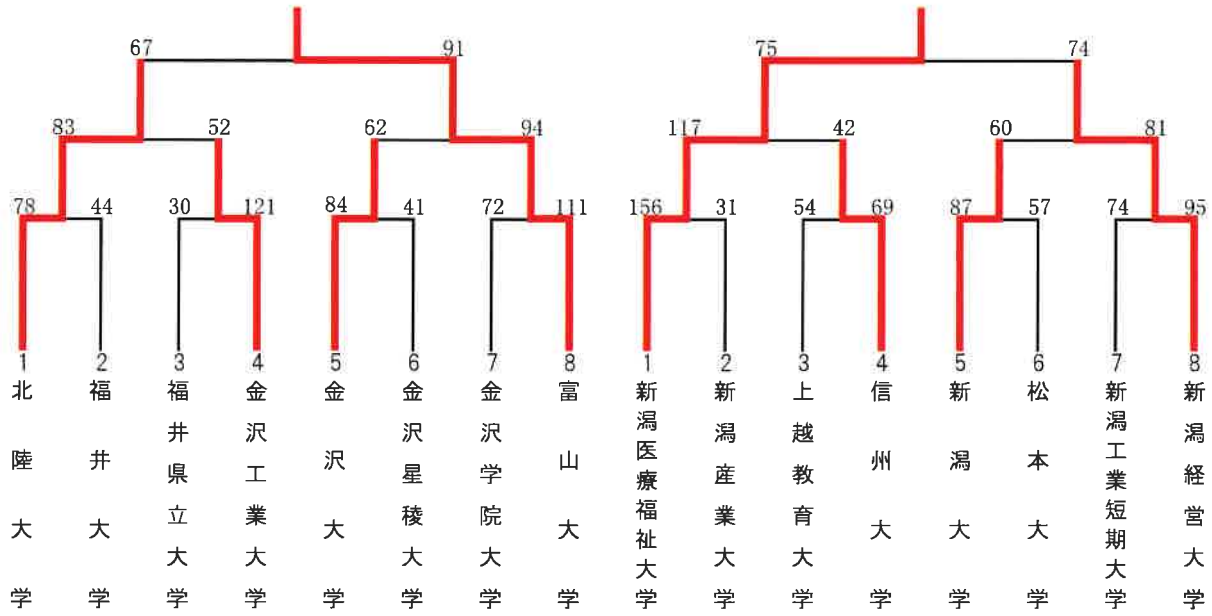 67 91 75 74
83 52 62 94 117 42 60 81
78 44 30 121 84 41 72 111 156 31 54 69 87 57 74 95
1 2 3 4 5 6 7 8 1 2 3 4 5 6 7 8
北陸大学
福井大学
福井県立大学
金沢工業大学
金沢大学
金沢星稜大学
金沢学院大学
富山大学
新潟医療福祉大学
新潟産業大学
上越教育大学
信州大学
新潟大学
松本大学
新潟工業短期大学
新潟経営大学